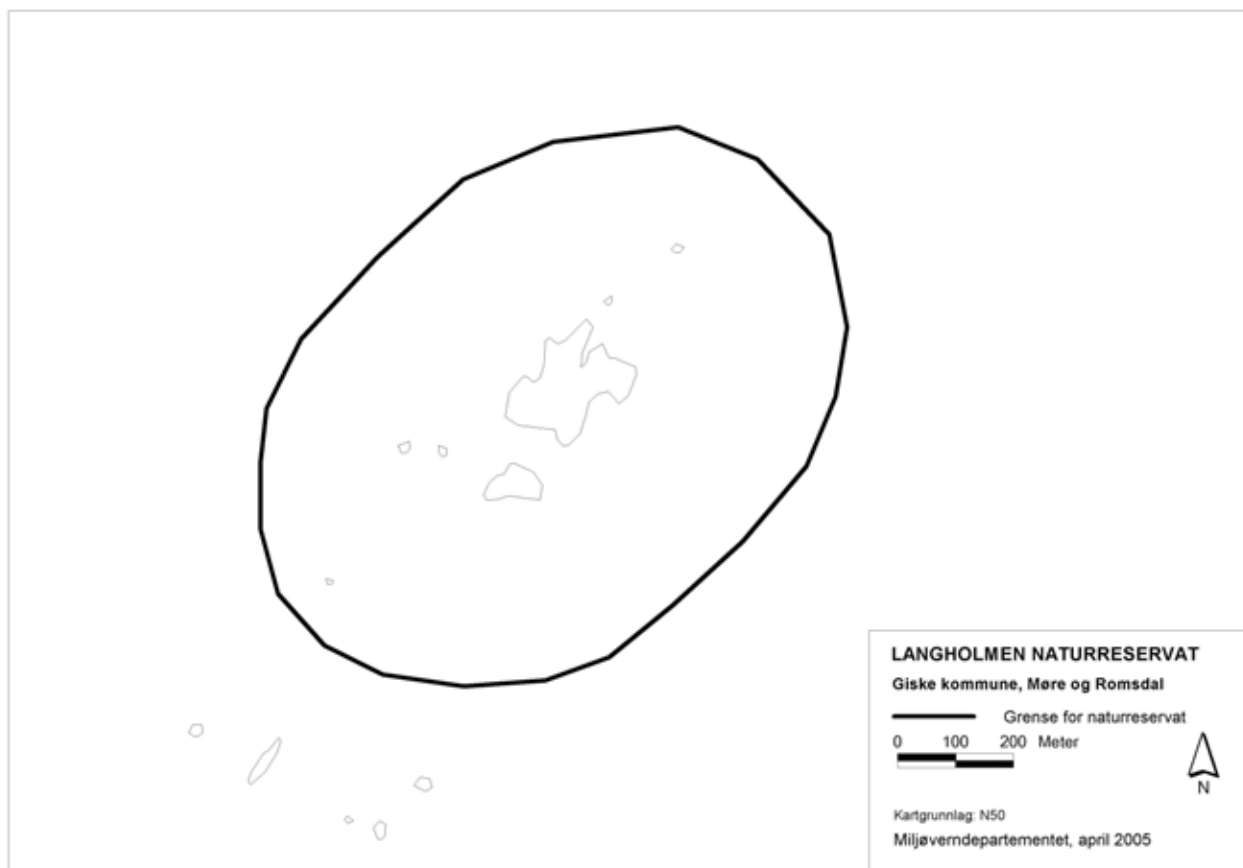 LANGHOLMEN NATURRESERVAT
Giske kommune, Møre og Romsdal
Grense for naturreservat
0 100 200 Meter
N
Kartgrunnlag: N50
Miljøverndepartementet, april 2005